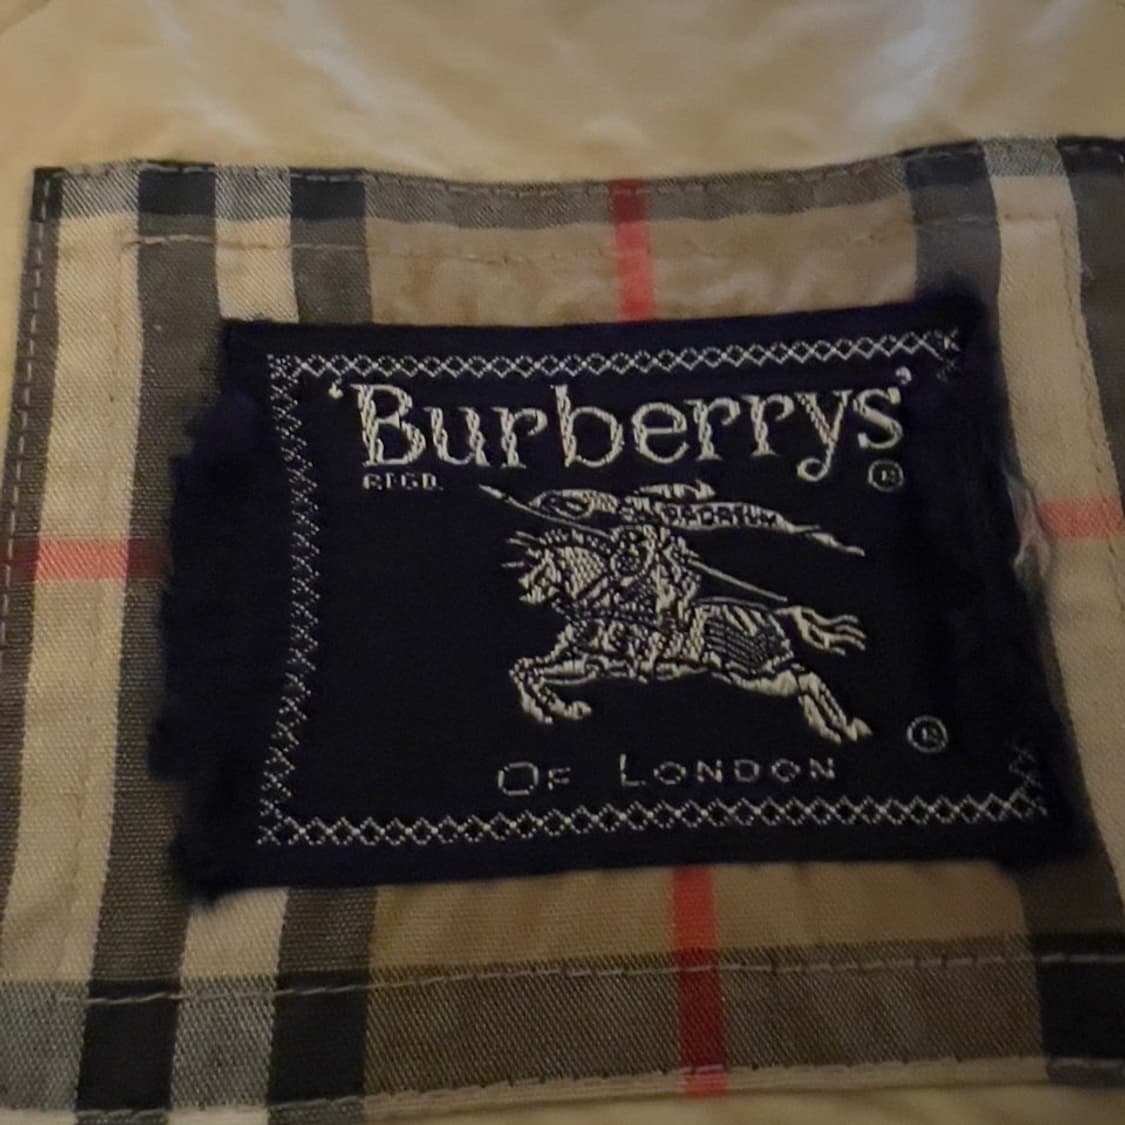 'Burberrys'
REGD. ®
PRORSUM
®
OF LONDON